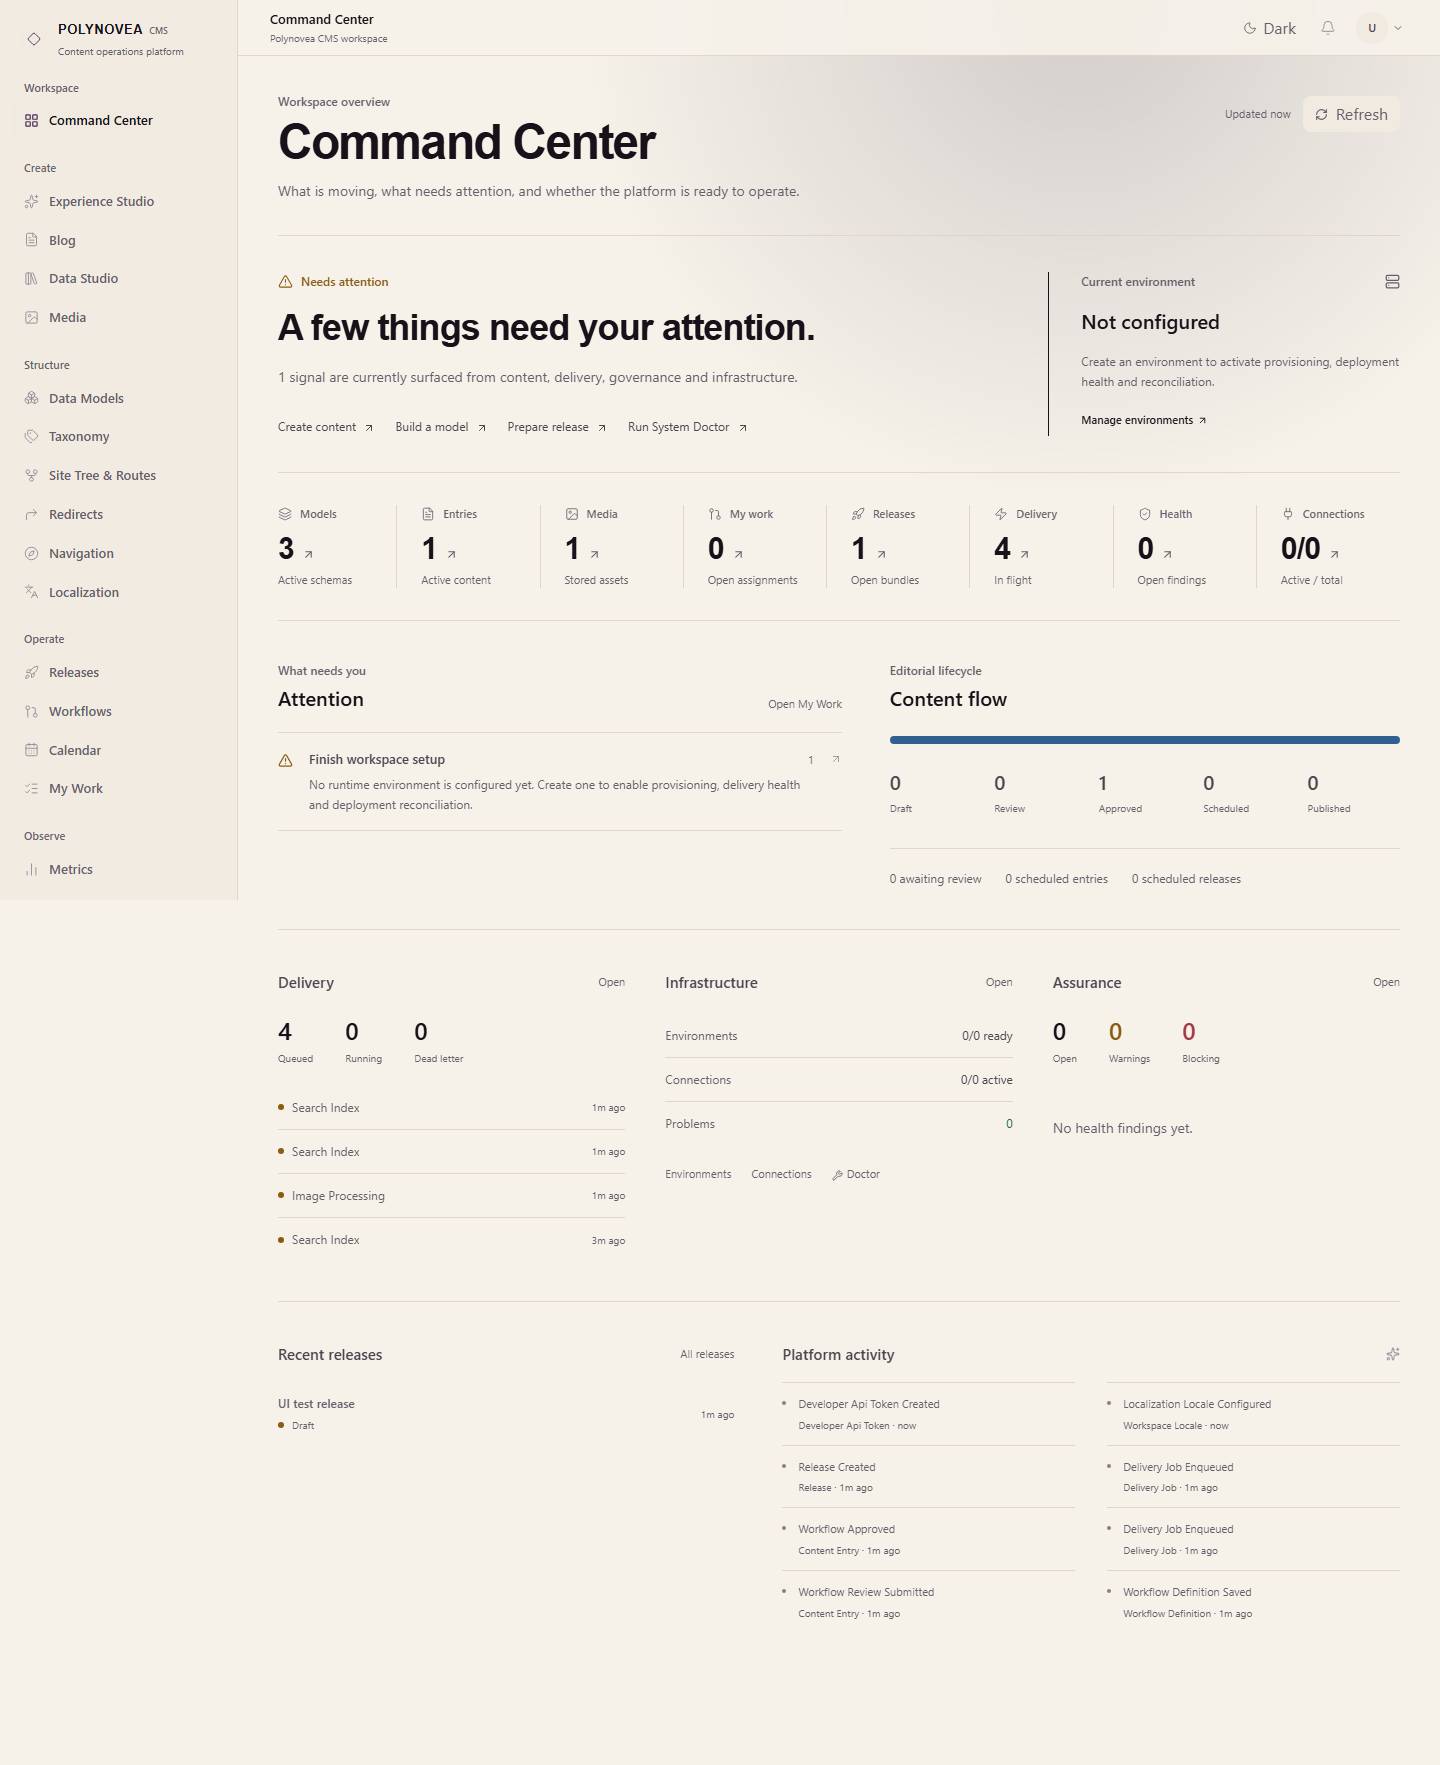 POLYNOVEA CMS
Content operations platform
Workspace
Command Center
Create
Experience Studio
Blog
Data Studio
Media
Structure
Data Models
Taxonomy
Site Tree & Routes
Redirects
Navigation
Localization
Operate
Releases
Workflows
Calendar
My Work
Observe
Metrics
Command Center
Polynovea CMS workspace
Dark
U
Workspace overview
Command Center
What is moving, what needs attention, and whether the platform is ready to operate.
Updated now
Refresh
Needs attention
A few things need your attention.
1 signal are currently surfaced from content, delivery, governance and infrastructure.
Create content
Build a model
Prepare release
Run System Doctor
Current environment
Not configured
Create an environment to activate provisioning, deployment
health and reconciliation.
Manage environments
Models
3
Active schemas
Entries
1
Active content
Media
1
Stored assets
My work
0
Open assignments
Releases
1
Open bundles
Delivery
4
In flight
Health
0
Open findings
Connections
0/0
Active / total
What needs you
Attention
Open My Work
Finish workspace setup
1
No runtime environment is configured yet. Create one to enable provisioning, delivery health
and deployment reconciliation.
Editorial lifecycle
Content flow
0
Draft
0
Review
1
Approved
0
Scheduled
0
Published
0 awaiting review
0 scheduled entries
0 scheduled releases
Delivery
Open
4
Queued
0
Running
0
Dead letter
Search Index
1m ago
Search Index
1m ago
Image Processing
1m ago
Search Index
3m ago
Infrastructure
Open
Environments
0/0 ready
Connections
0/0 active
Problems
0
Environments
Connections
Doctor
Assurance
Open
0
Open
0
Warnings
0
Blocking
No health findings yet.
Recent releases
All releases
UI test release
Draft
1m ago
Platform activity
Developer Api Token Created
Developer Api Token · now
Localization Locale Configured
Workspace Locale · now
Release Created
Release · 1m ago
Delivery Job Enqueued
Delivery Job · 1m ago
Workflow Approved
Content Entry · 1m ago
Delivery Job Enqueued
Delivery Job · 1m ago
Workflow Review Submitted
Content Entry · 1m ago
Workflow Definition Saved
Workflow Definition · 1m ago